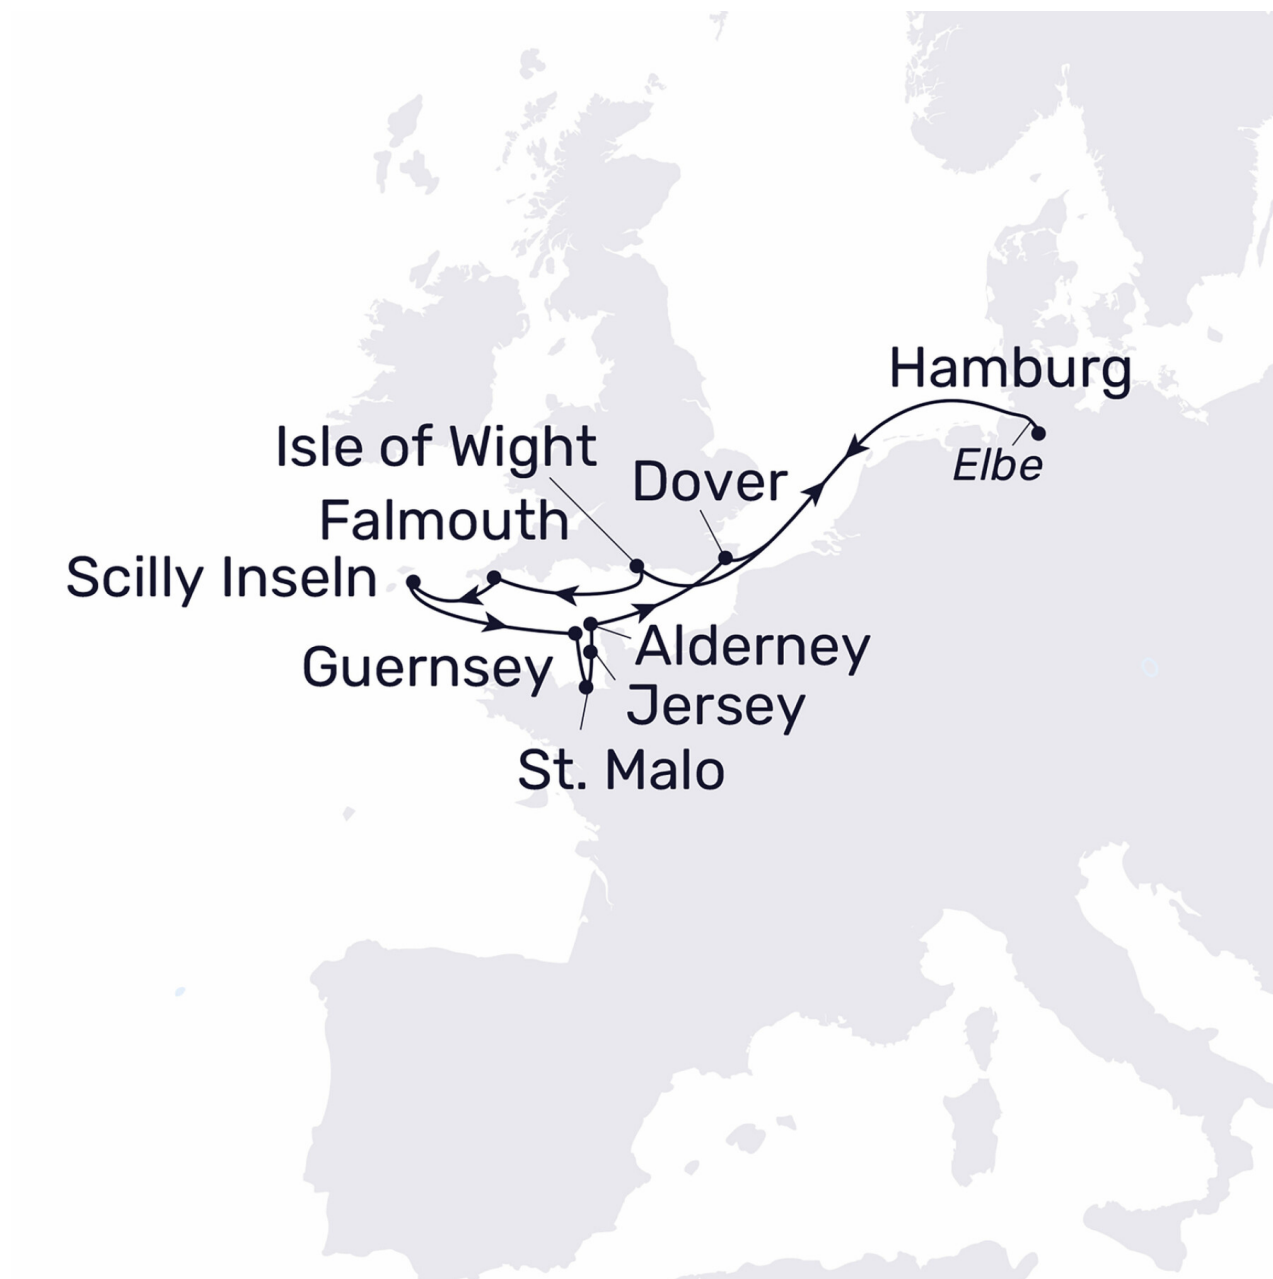 Hamburg
Elbe
Isle of Wight
Dover
Falmouth
Scilly Inseln
Guernsey
Alderney
Jersey
St. Malo